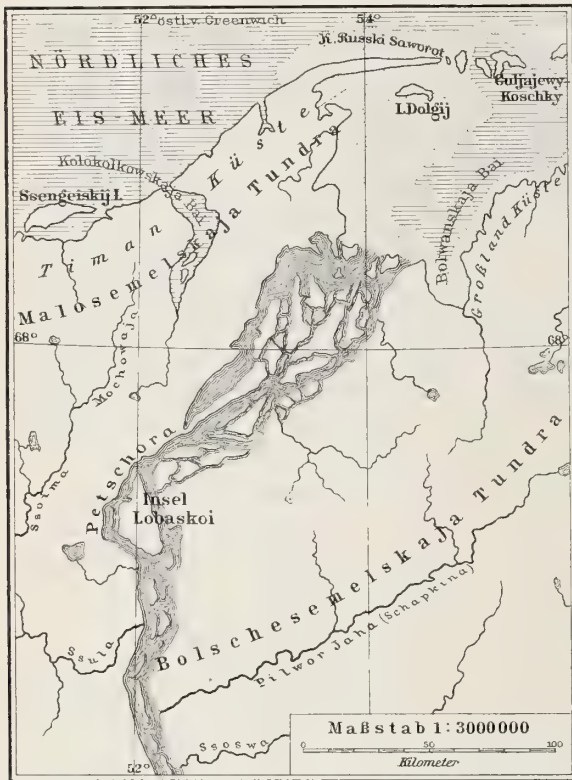 52° östl.v. Greenwich
54°
NÖRDLICHES
EIS-MEER
K. Russki Saworot
Guljajewy-
Koschky
I.Dolgij
Küste
Kolokolkowskaja Bai
Ssengeiskij I.
Timan
Malosemelskaja Tundra
Bolwanskaja Bai
Großland Küste
68°
68°
Mochowaja
Ssoima
Petschora
Insel
Lobaskoi
Bolschesemelskaja Tundra
Ssula
Pilwor Jaha (Schapkina)
Ssoswa
52°
Maßstab 1:3000000
0 50 100
Kilometer